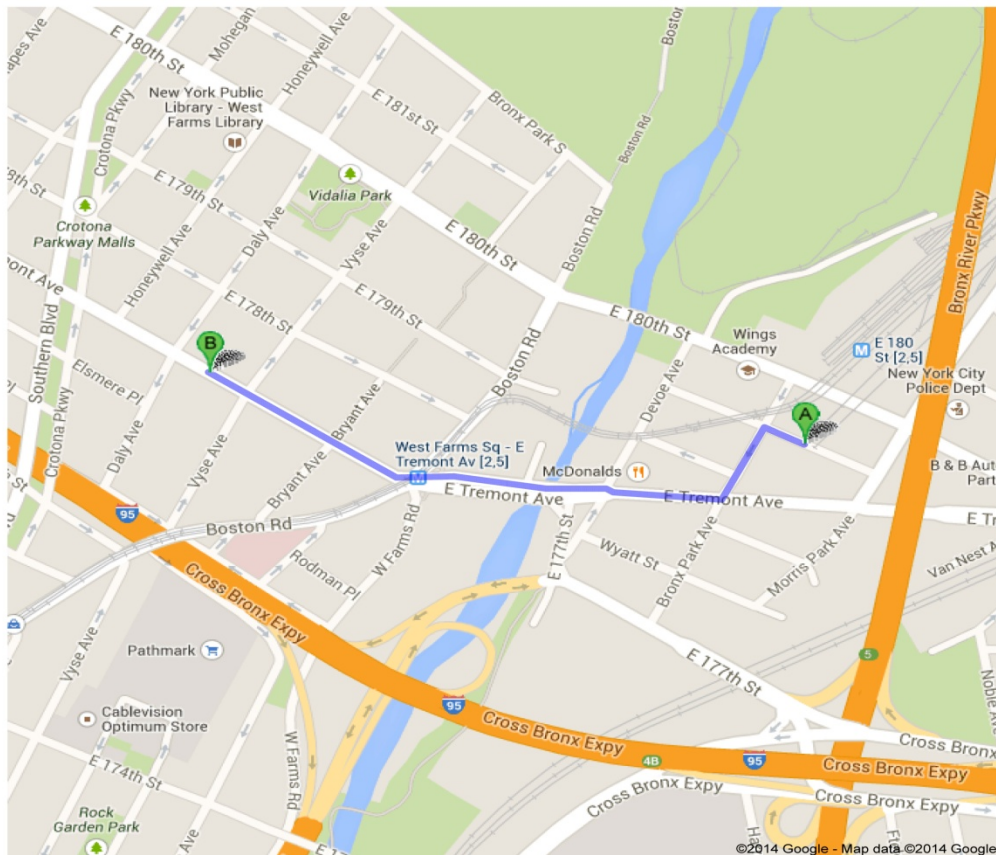 Mohegan
Honeywell Ave
E 180th St
Boston
Crotona Pkwy
New York Public
Library - West
Farms Library
E 181st St
Bronx Park S
Boston Rd
Vidalia Park
E 179th St
Crotona
Parkway Malls
Daly Ave
Honeywell Ave
Vyse Ave
E 180th St
Boston Rd
Bronx River Pkwy
E 178th St
E 179th St
E 180th St
Wings
Academy
M
E 180
St [2,5]
New York City
Police Dept
B
Elsmere Pl
Southern Blvd
Crotona Pkwy
Boston Rd
Devoe Ave
A
Bryant Ave
Daly Ave
Vyse Ave
Bryant Ave
West Farms Sq - E
Tremont Av [2,5]
M
McDonalds
B & B Aut
Part
E Tremont Ave
E Tremont Ave
E Tr
95
Boston Rd
W Farms Rd
E 177th St
Wyatt St
Bronx Park Ave
Morris Park Ave
Van Nest A
Rodman Pl
Cross Bronx Expy
Vyse Ave
Pathmark
E 177th St
5
Noble Av
95
Cross Bronx Expy
Cablevision
Optimum Store
W Farms Rd
4B
95
Cross Bronx Expy
Cross Bron
E 174th St
Cross Bronx Expy
Cross Bronx Expy
Rock
Garden Park
E 17
©2014 Google - Map data ©2014 Google